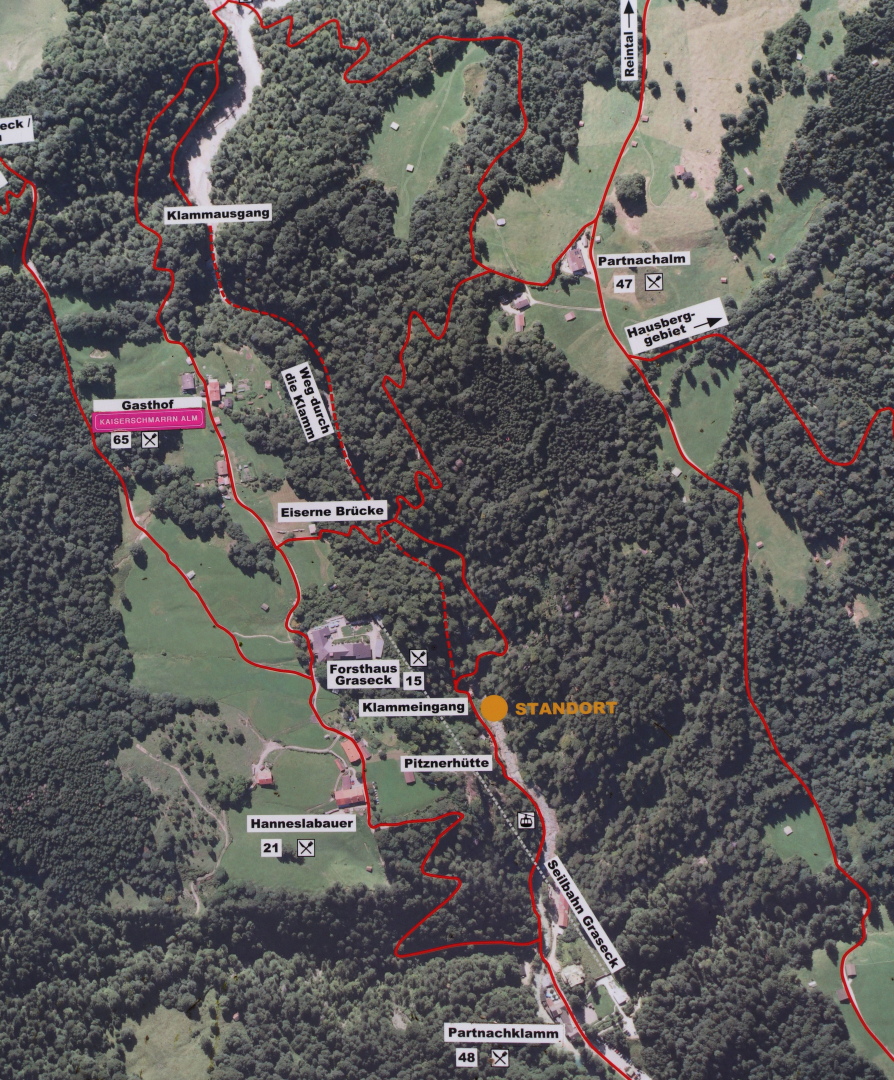 Reintal
eck /
Klammausgang
Partnachalm
47
Hausberg-
gebiet
Weg durch
die Klamm
Gasthof
KAISERSCHMARRN ALM
65
Eiserne Brücke
Forsthaus
Graseck
15
Klammeingang
STANDORT
Pitznerhütte
Hanneslabauer
21
Seilbahn Graseck
Partnachklamm
48